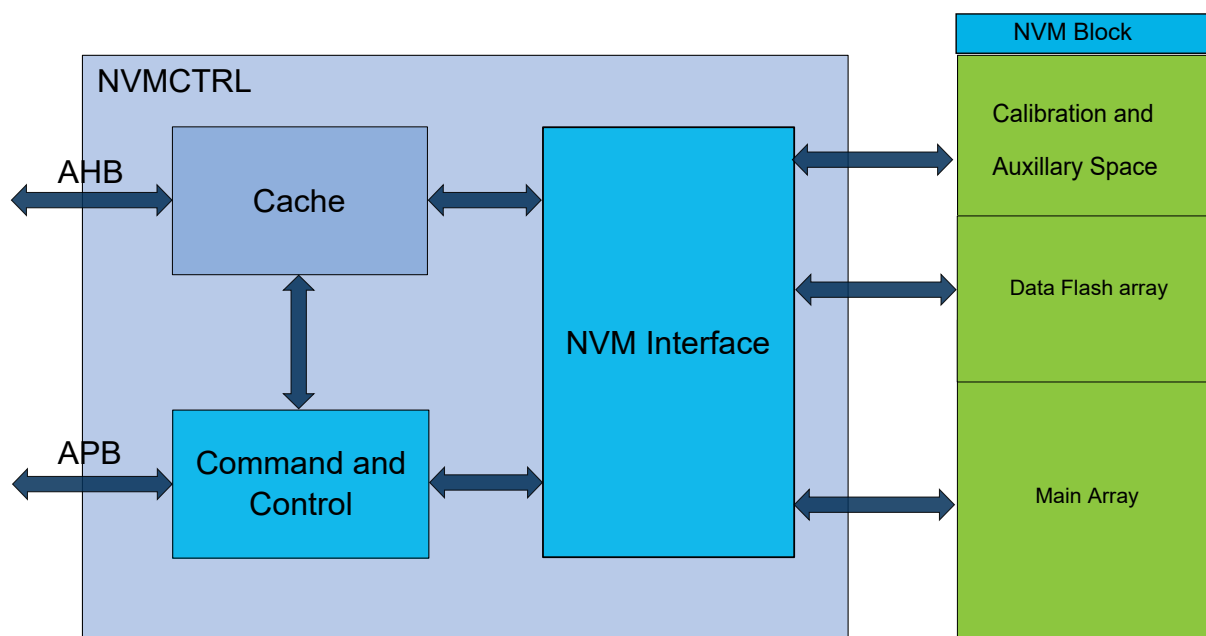 NVM Block
NVMCTRL
Calibration and
Auxillary Space
AHB
Cache
Data Flash array
NVM Interface
APB
Command and
Control
Main Array